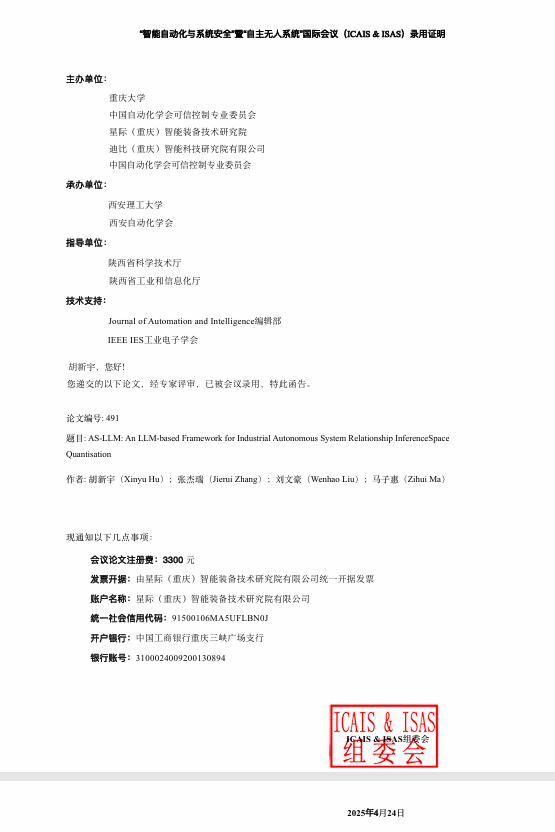 “智能自动化与系统安全”暨“自主无人系统”国际会议（ICAIS & ISAS）录用证明
主办单位：
重庆大学
中国自动化学会可信控制专业委员会
星际（重庆）智能装备技术研究院
迪比（重庆）智能科技研究院有限公司
中国自动化学会可信控制专业委员会
承办单位：
西安理工大学
西安自动化学会
指导单位：
陕西省科学技术厅
陕西省工业和信息化厅
技术支持：
Journal of Automation and Intelligence编辑部
IEEE IES工业电子学会
胡新宇，您好！
您递交的以下论文，经专家评审，已被会议录用，特此函告。
论文编号: 491
题目: AS-LLM: An LLM-based Framework for Industrial Autonomous System Relationship InferenceSpace
Quantisation
作者: 胡新宇（Xinyu Hu）; 张杰瑞（Jierui Zhang）; 刘文豪（Wenhao Liu）; 马子惠（Zihui Ma）
现通知以下几点事项：
会议论文注册费：3300 元
发票开据：由星际（重庆）智能装备技术研究院有限公司统一开据发票
账户名称：星际（重庆）智能装备技术研究院有限公司
统一社会信用代码：91500106MA5UFLBN0J
开户银行：中国工商银行重庆三峡广场支行
银行账号：3100024009200130894
ICAIS & ISAS
ICAIS & ISAS组委会
组委会
2025年4月24日